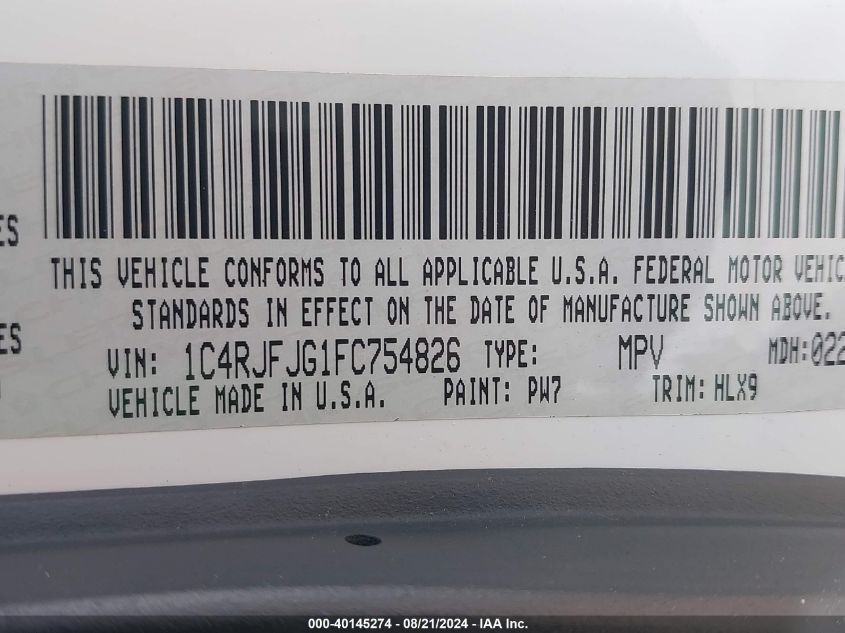 ES
THIS VEHICLE CONFORMS TO ALL APPLICABLE U.S.A. FEDERAL MOTOR VEHIC
STANDARDS IN EFFECT ON THE DATE OF MANUFACTURE SHOWN ABOVE.
ES
VIN: 1C4RJFJG1FC754826 TYPE: MPV MDH:022
VEHICLE MADE IN U.S.A. PAINT: PW7 TRIM: HLX9
000-40145274 - 08/21/2024 - IAA Inc.